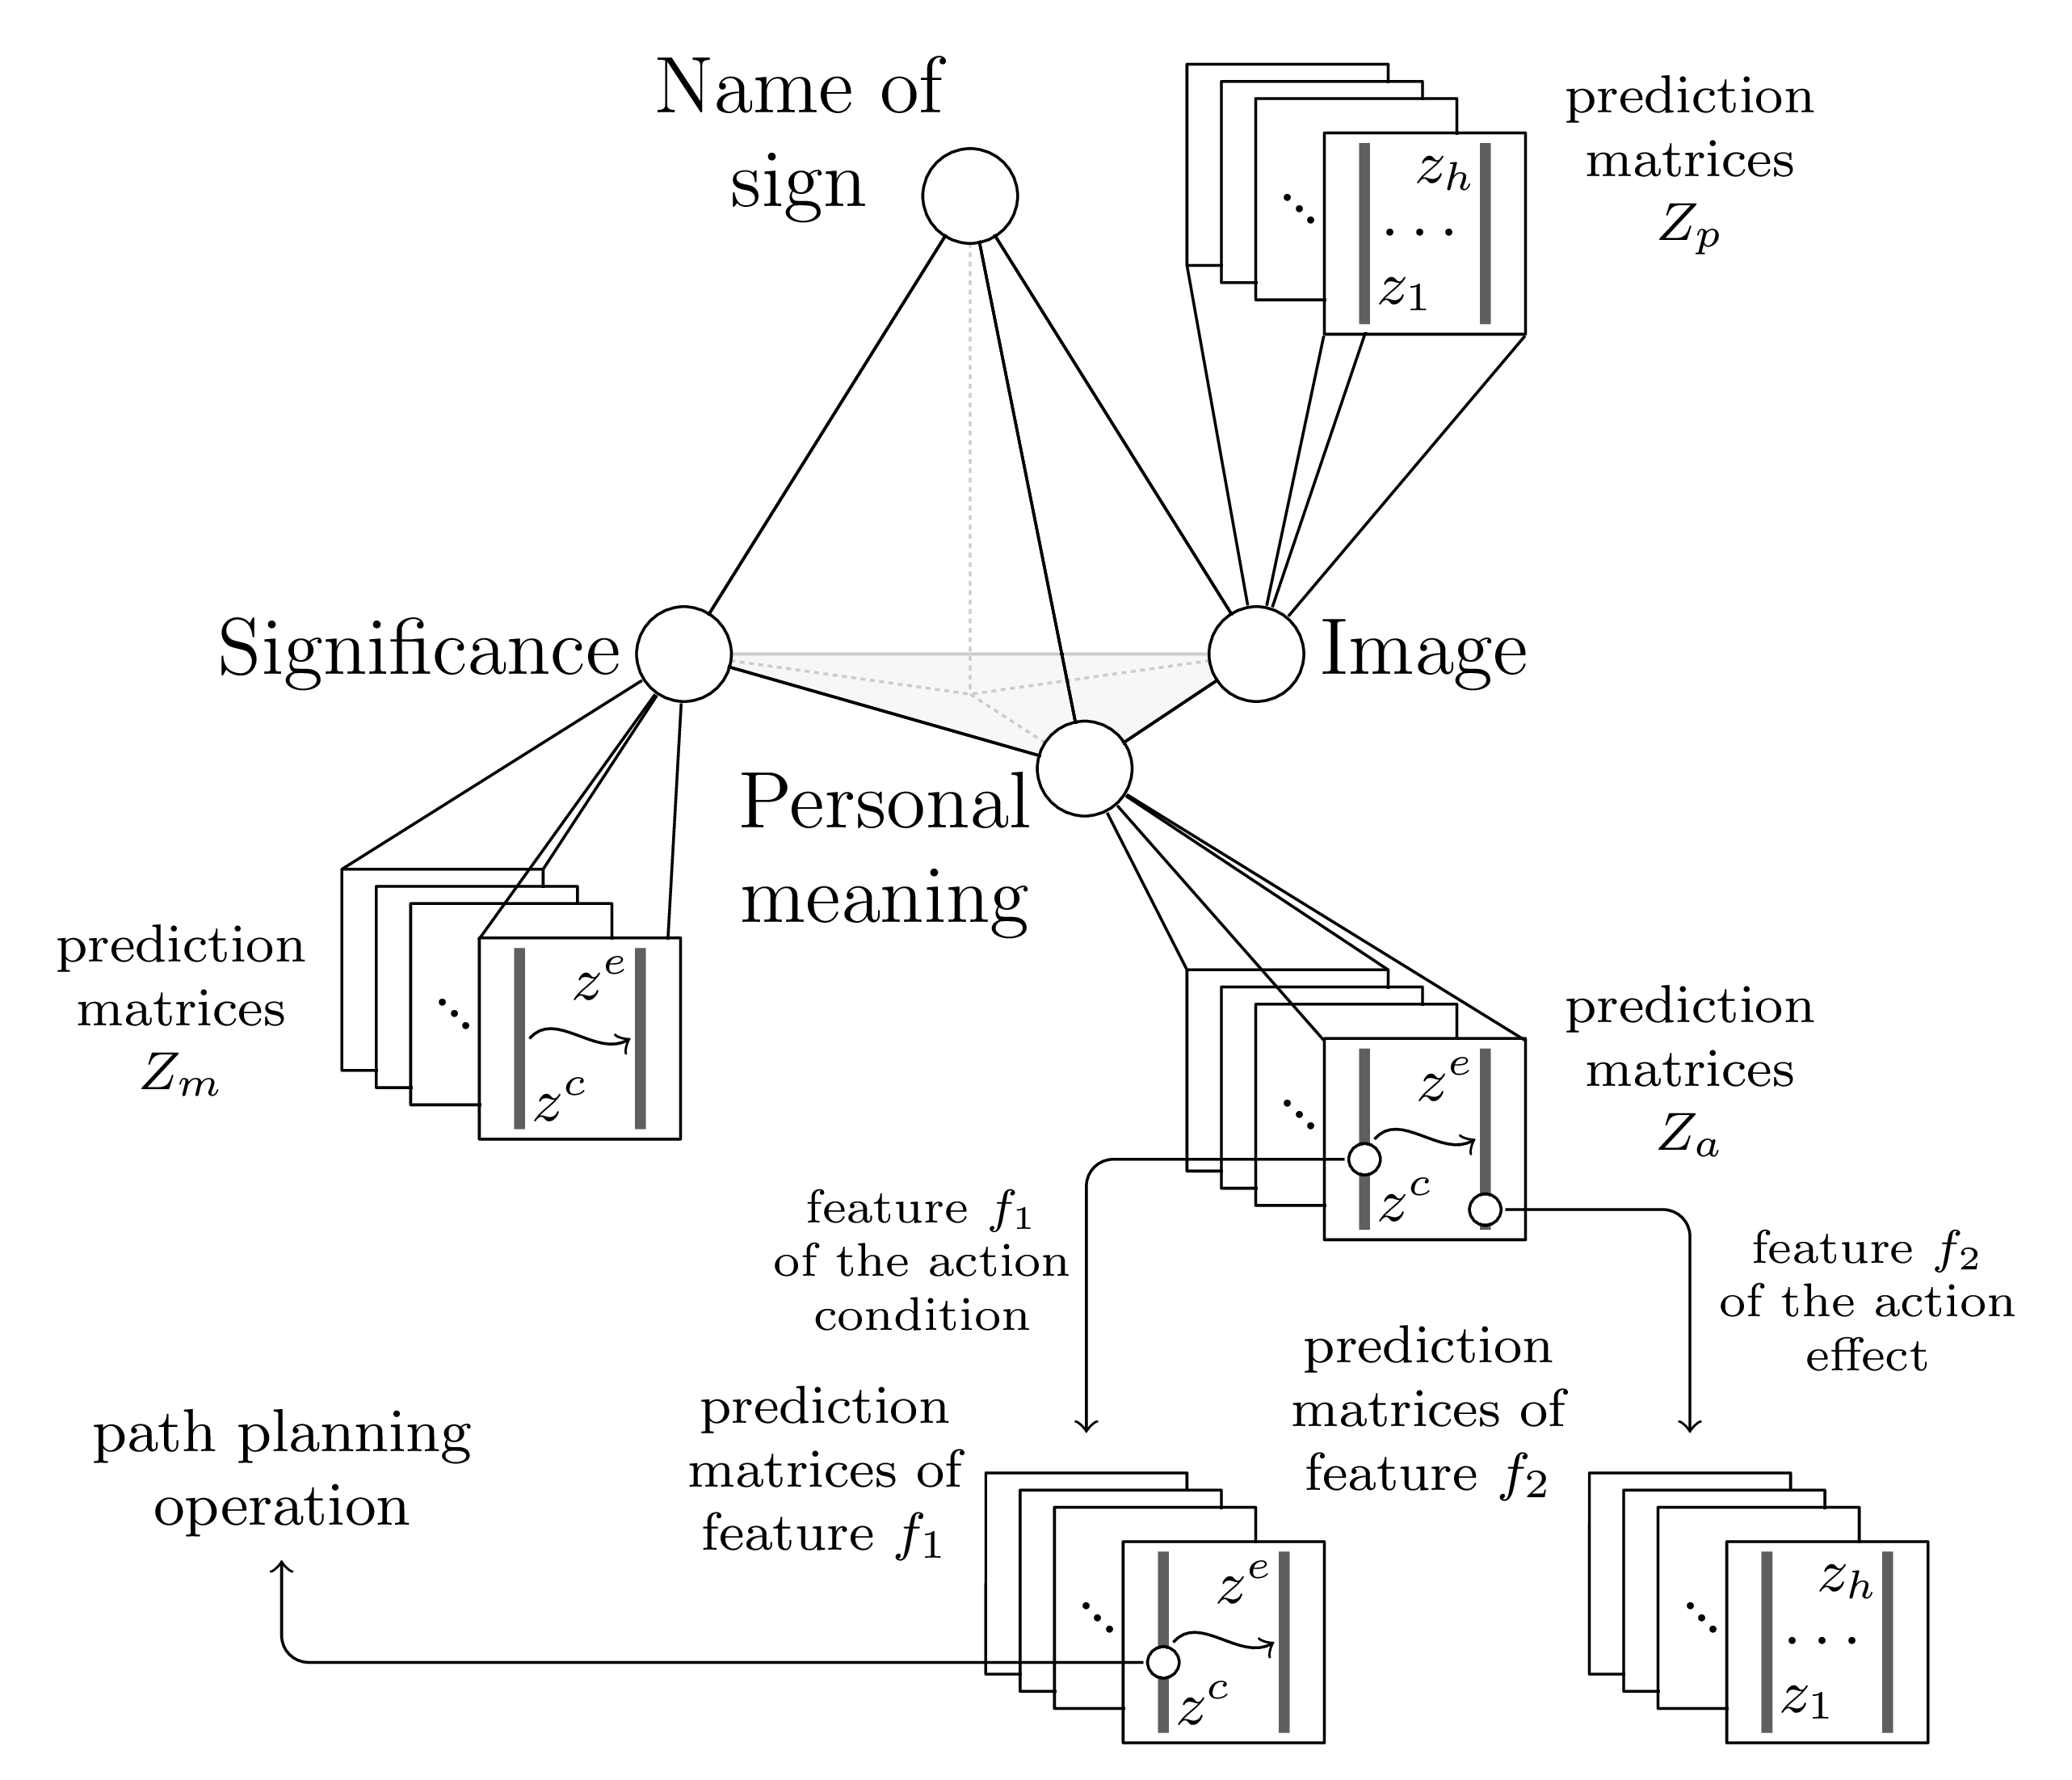 Name of
sign
prediction
matrices
Z_p
z_h
. . .
z_1
Significance
Image
Personal
meaning
prediction
matrices
Z_m
z^e
z^c
prediction
matrices
Z_a
z^e
z^c
feature f_1
of the action
condition
feature f_2
of the action
effect
prediction
matrices of
feature f_1
prediction
matrices of
feature f_2
path planning
operation
z^e
z^c
z_h
. . .
z_1